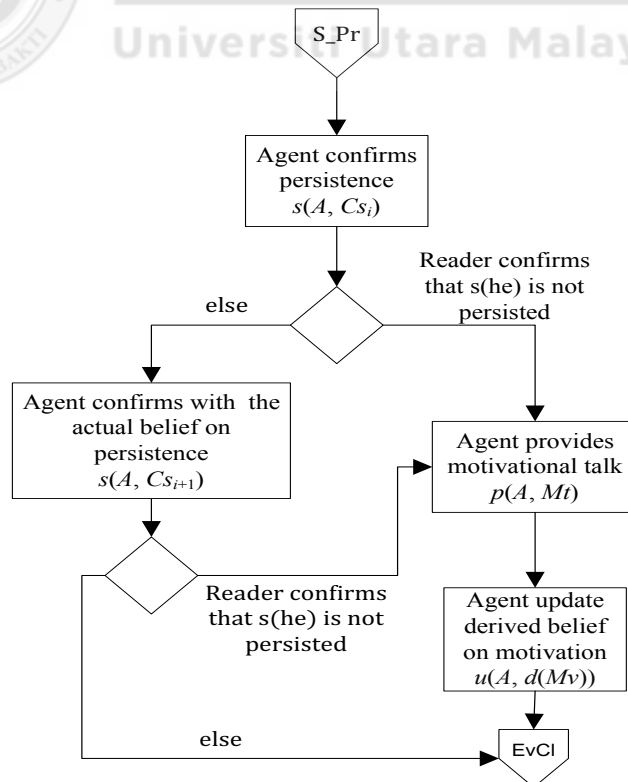 Universiti Utara Malay
BAKTI
S_Pr
Agent confirms
persistence
s(A, Csᵢ)
Reader confirms
that s(he) is not
persisted
else
Agent confirms with the
actual belief on
persistence
s(A, Csᵢ₊₁)
Agent provides
motivational talk
p(A, Mt)
Reader confirms
that s(he) is not
persisted
Agent update
derived belief
on motivation
u(A, d(Mv))
else
EvCl